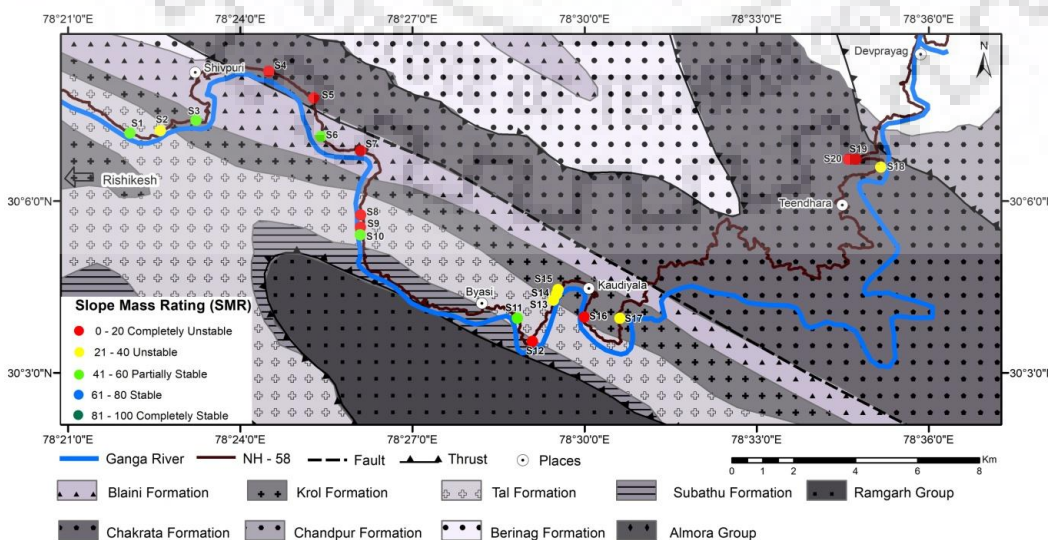 78°21'0"E 78°24'0"E 78°27'0"E 78°30'0"E 78°33'0"E 78°36'0"E
Devprayag
N
Shivpuri
S4
S5
S3
S2
S1
S6
S7
S19
S20
S18
Rishikesh
30°6'0"N 30°6'0"N
Teendhara
S8
S9
S10
S15
Kaudiyala
S14
Byasi
S13
S11
S16
S17
S12
Slope Mass Rating (SMR)
0 - 20 Completely Unstable
21 - 40 Unstable
41 - 60 Partially Stable
61 - 80 Stable
81 - 100 Completely Stable
30°3'0"N 30°3'0"N
78°21'0"E 78°24'0"E 78°27'0"E 78°30'0"E 78°33'0"E 78°36'0"E
Ganga River NH - 58 Fault Thrust Places
Km
0 1 2 4 6 8
Blaini Formation Krol Formation Tal Formation Subathu Formation Ramgarh Group
Chakrata Formation Chandpur Formation Berinag Formation Almora Group